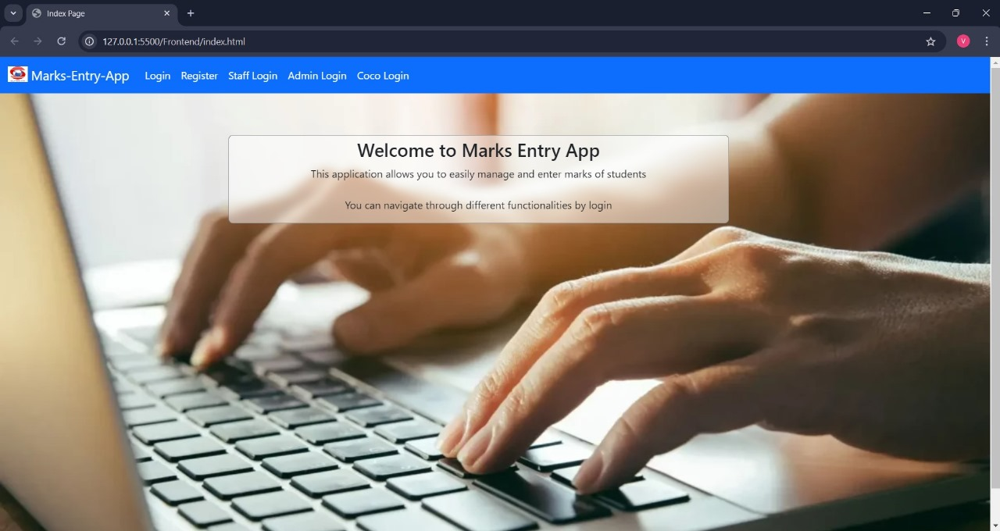 Index Page
127.0.0.1:5500/Frontend/index.html
V
Marks-Entry-App Login Register Staff Login Admin Login Coco Login
Welcome to Marks Entry App
This application allows you to easily manage and enter marks of students
You can navigate through different functionalities by login